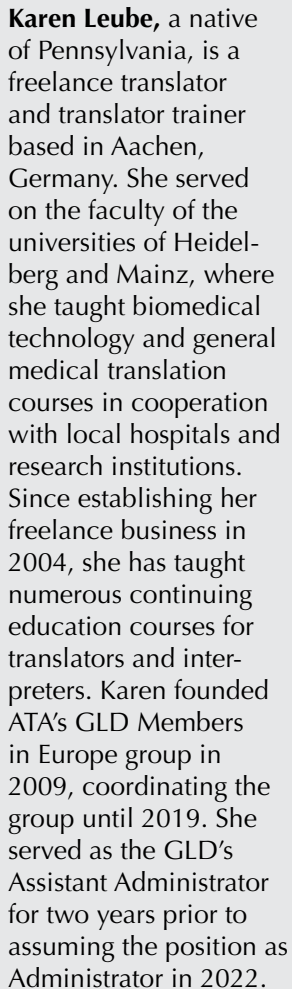 Karen Leube, a native
of Pennsylvania, is a
freelance translator
and translator trainer
based in Aachen,
Germany. She served
on the faculty of the
universities of Heidel-
berg and Mainz, where
she taught biomedical
technology and general
medical translation
courses in cooperation
with local hospitals and
research institutions.
Since establishing her
freelance business in
2004, she has taught
numerous continuing
education courses for
translators and inter-
preters. Karen founded
ATA's GLD Members
in Europe group in
2009, coordinating the
group until 2019. She
served as the GLD's
Assistant Administrator
for two years prior to
assuming the position as
Administrator in 2022.